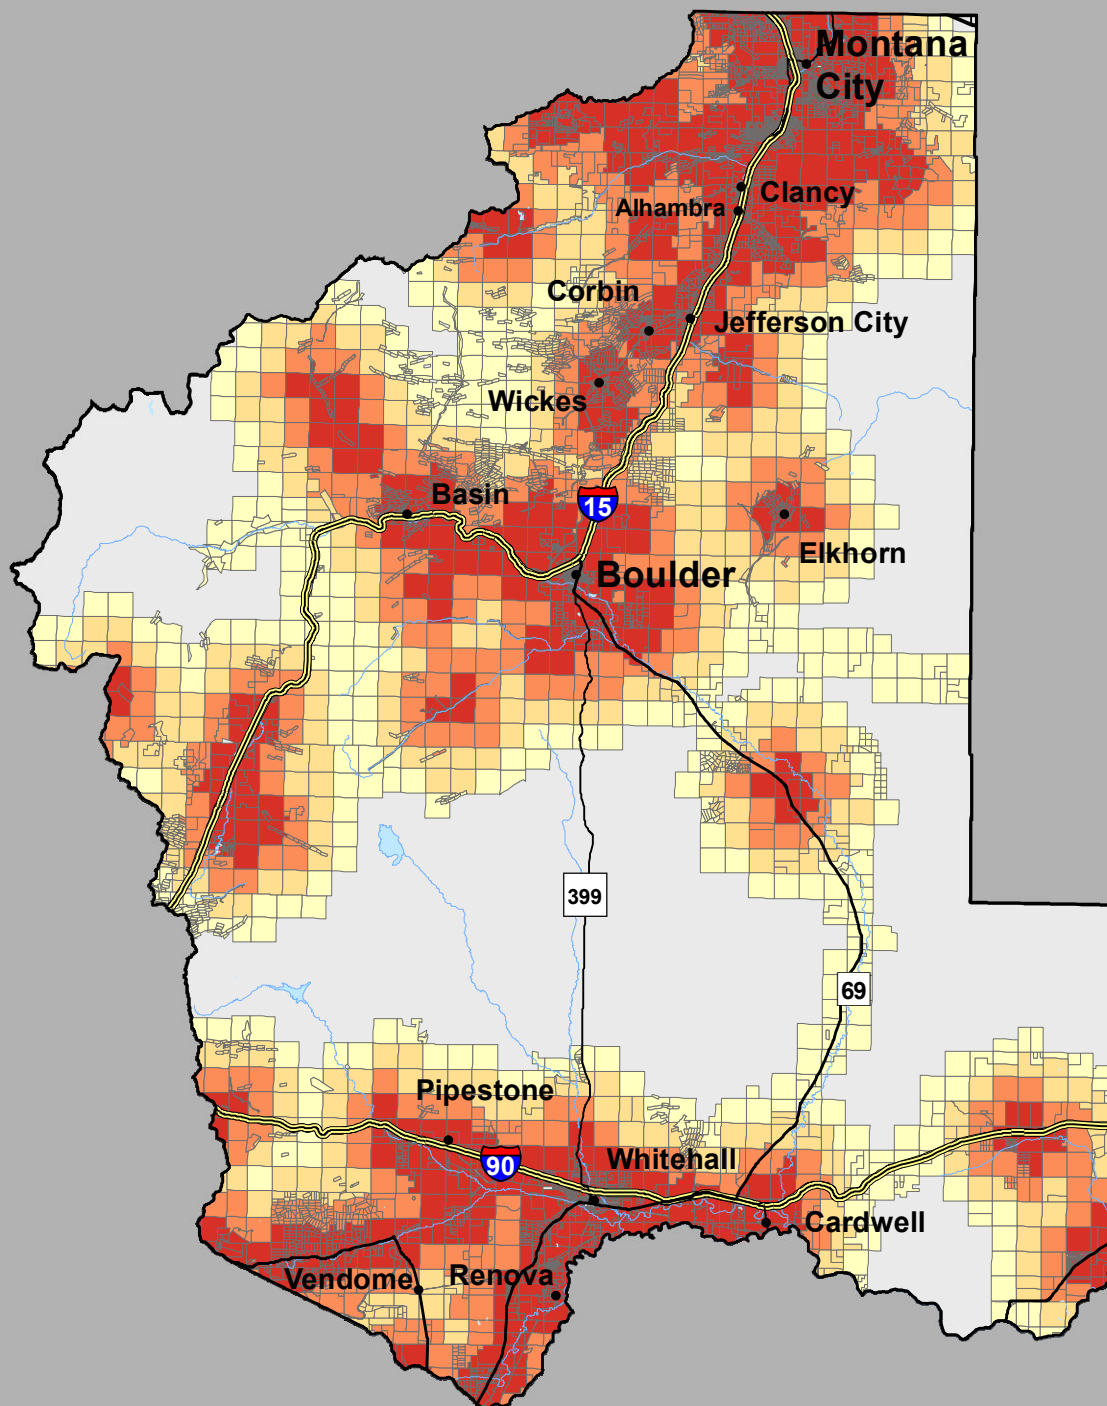 Montana
City
Clancy
Alhambra
Corbin
Jefferson City
Wickes
Basin
15
Elkhorn
Boulder
399
69
Pipestone
90
Whitehall
Cardwell
Vendome
Renova